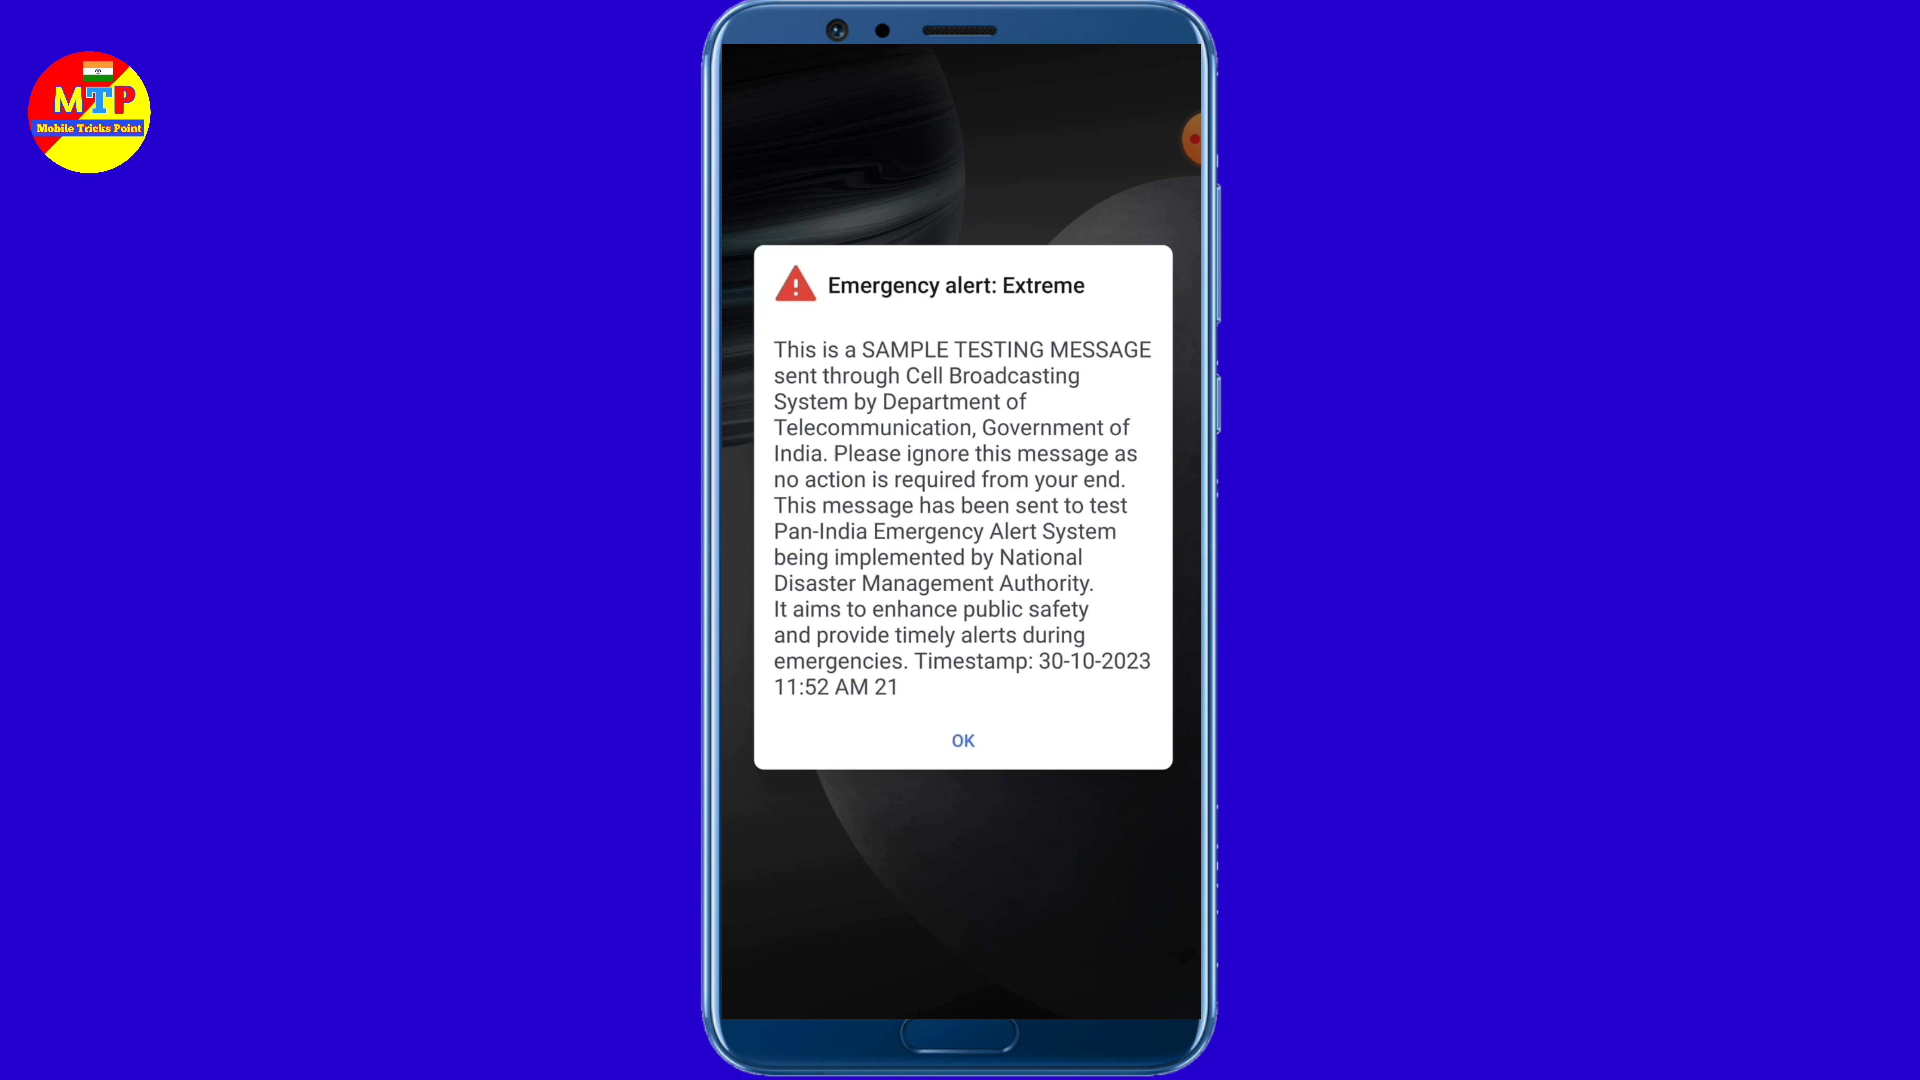 MTP
Mobile Tricks Point
Emergency alert: Extreme
This is a SAMPLE TESTING MESSAGE
sent through Cell Broadcasting
System by Department of
Telecommunication, Government of
India. Please ignore this message as
no action is required from your end.
This message has been sent to test
Pan-India Emergency Alert System
being implemented by National
Disaster Management Authority.
It aims to enhance public safety
and provide timely alerts during
emergencies. Timestamp: 30-10-2023
11:52 AM 21
OK